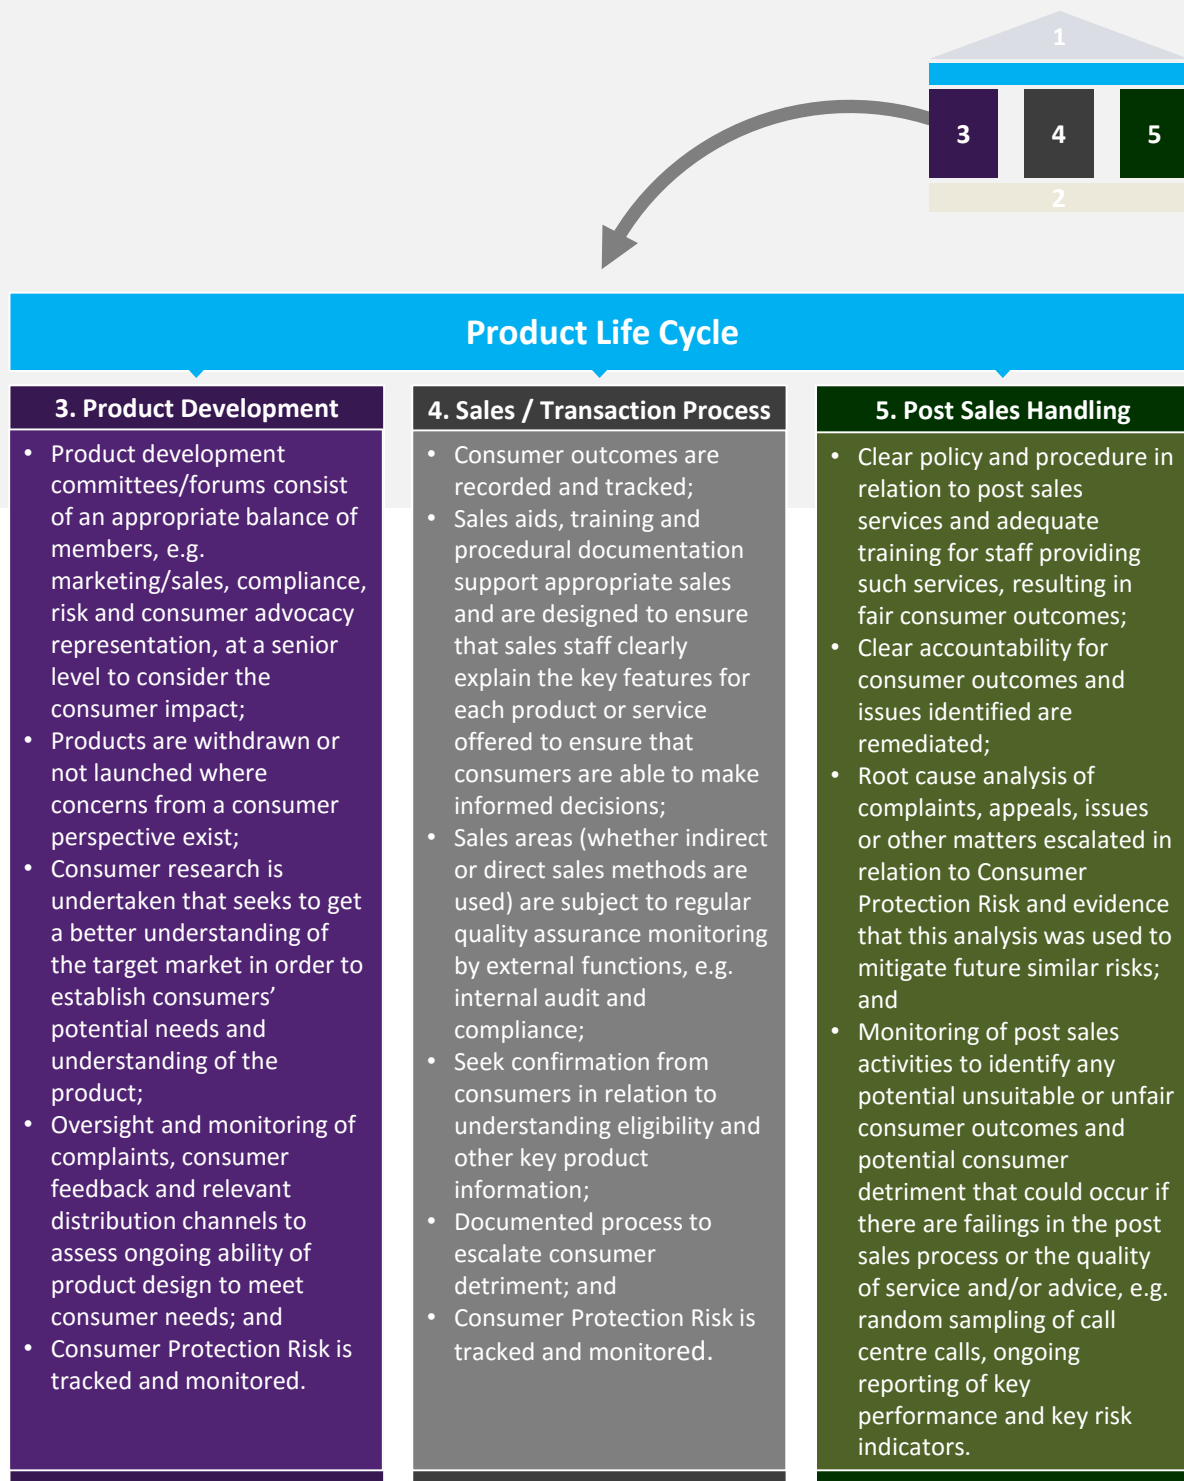 1
3
4
5
2
Product Life Cycle
3. Product Development
• Product development
committees/forums consist
of an appropriate balance of
members, e.g.
marketing/sales, compliance,
risk and consumer advocacy
representation, at a senior
level to consider the
consumer impact;
• Products are withdrawn or
not launched where
concerns from a consumer
perspective exist;
• Consumer research is
undertaken that seeks to get
a better understanding of
the target market in order to
establish consumers’
potential needs and
understanding of the
product;
• Oversight and monitoring of
complaints, consumer
feedback and relevant
distribution channels to
assess ongoing ability of
product design to meet
consumer needs; and
• Consumer Protection Risk is
tracked and monitored.
4. Sales / Transaction Process
• Consumer outcomes are
recorded and tracked;
• Sales aids, training and
procedural documentation
support appropriate sales
and are designed to ensure
that sales staff clearly
explain the key features for
each product or service
offered to ensure that
consumers are able to make
informed decisions;
• Sales areas (whether indirect
or direct sales methods are
used) are subject to regular
quality assurance monitoring
by external functions, e.g.
internal audit and
compliance;
• Seek confirmation from
consumers in relation to
understanding eligibility and
other key product
information;
• Documented process to
escalate consumer
detriment; and
• Consumer Protection Risk is
tracked and monitored.
5. Post Sales Handling
• Clear policy and procedure in
relation to post sales
services and adequate
training for staff providing
such services, resulting in
fair consumer outcomes;
• Clear accountability for
consumer outcomes and
issues identified are
remediated;
• Root cause analysis of
complaints, appeals, issues
or other matters escalated in
relation to Consumer
Protection Risk and evidence
that this analysis was used to
mitigate future similar risks;
and
• Monitoring of post sales
activities to identify any
potential unsuitable or unfair
consumer outcomes and
potential consumer
detriment that could occur if
there are failings in the post
sales process or the quality
of service and/or advice, e.g.
random sampling of call
centre calls, ongoing
reporting of key
performance and key risk
indicators.